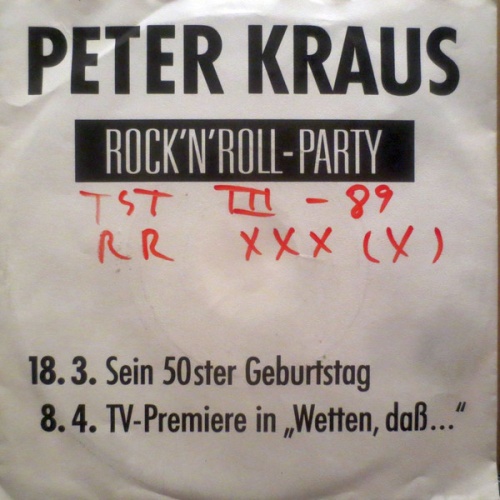 PETER KRAUS
ROCK'N'ROLL-PARTY
TST III - 89
RR XXX (X)
18.3. Sein 50ster Geburtstag
8.4. TV-Premiere in „Wetten, daß..."